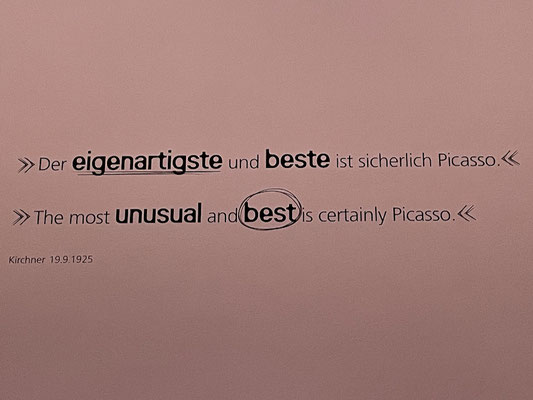 »Der eigenartigste und beste ist sicherlich Picasso.«
»The most unusual and best is certainly Picasso.«
Kirchner 19.9.1925